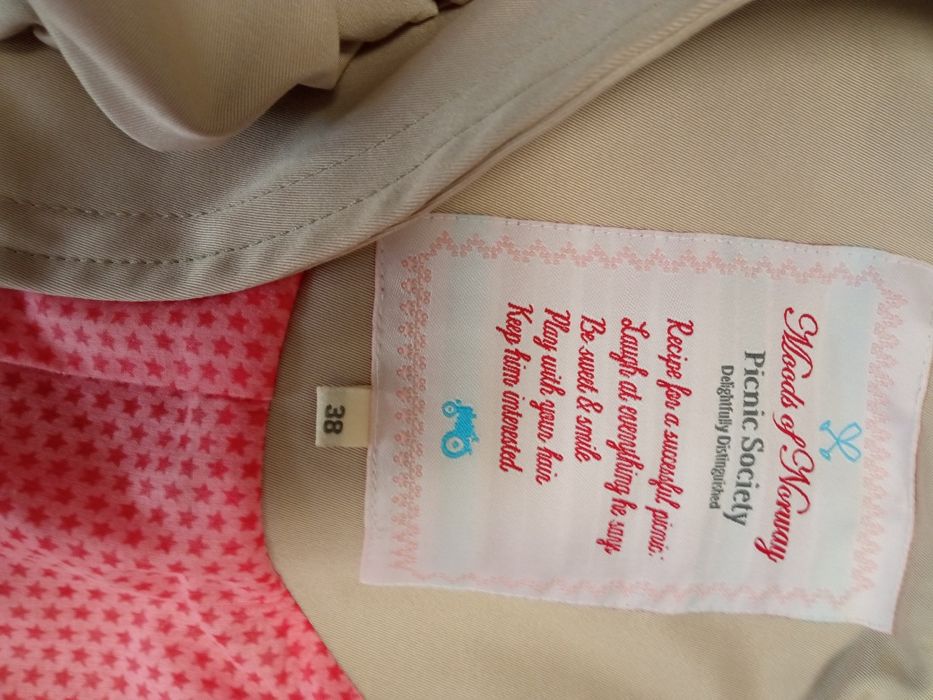 Moods of Norway
Picnic Society
Delightfully Distinguished
Recipe for a successful picnic:
Laugh at everything he says,
Be sweet & smile
Play with your hair
Keep him interested
38